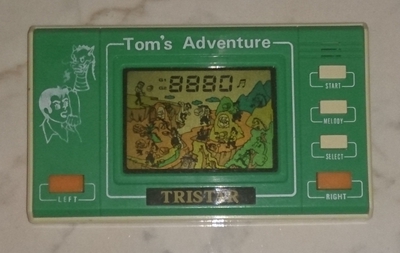 Tom's Adventure
8880
START
MELODY
SELECT
LEFT
RIGHT
TRISTAR